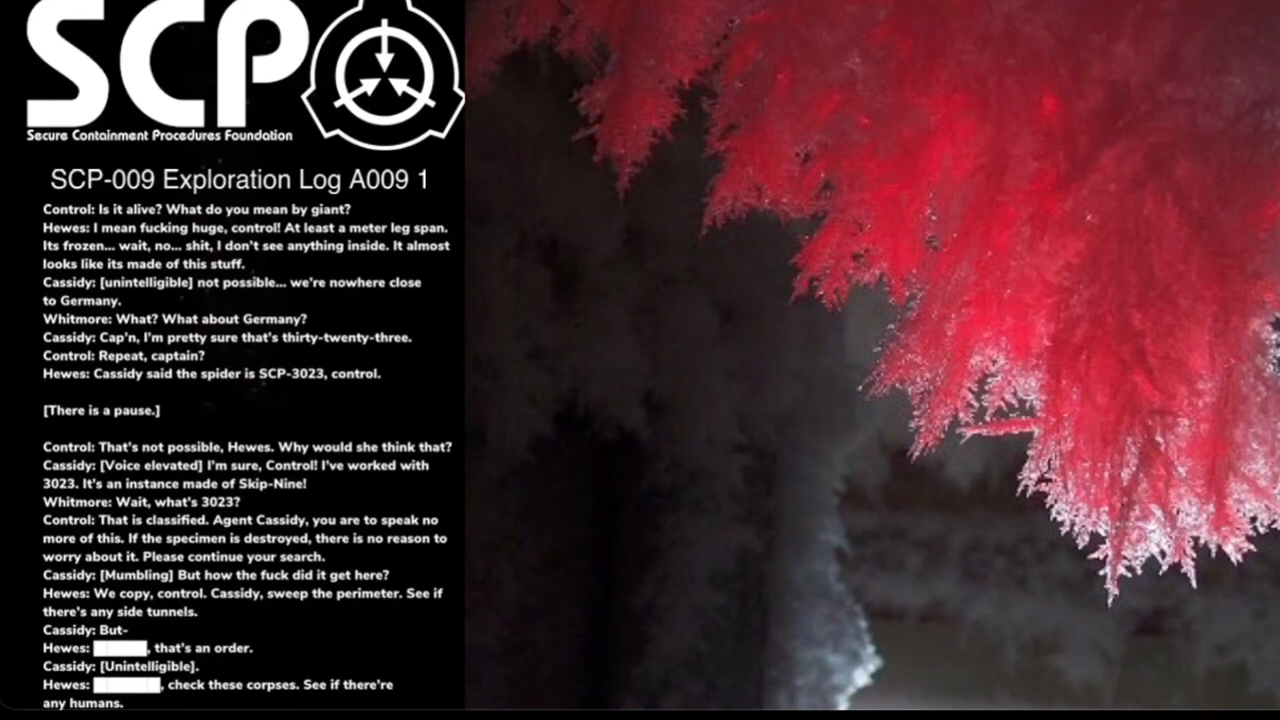 SCP
Secure Containment Procedures Foundation
SCP-009 Exploration Log A009 1
Control: Is it alive? What do you mean by giant?
Hewes: I mean fucking huge, control! At least a meter leg span.
Its frozen... wait, no... shit, I don't see anything inside. It almost
looks like its made of this stuff.
Cassidy: [unintelligible] not possible... we're nowhere close
to Germany.
Whitmore: What? What about Germany?
Cassidy: Cap'n, I'm pretty sure that's thirty-twenty-three.
Control: Repeat, captain?
Hewes: Cassidy said the spider is SCP-3023, control.
[There is a pause.]
Control: That's not possible, Hewes. Why would she think that?
Cassidy: [Voice elevated] I'm sure, Control! I've worked with
3023. It's an instance made of Skip-Nine!
Whitmore: Wait, what's 3023?
Control: That is classified. Agent Cassidy, you are to speak no
more of this. If the specimen is destroyed, there is no reason to
worry about it. Please continue your search.
Cassidy: [Mumbling] But how the fuck did it get here?
Hewes: We copy, control. Cassidy, sweep the perimeter. See if
there's any side tunnels.
Cassidy: But-
Hewes: █████, that's an order.
Cassidy: [Unintelligible].
Hewes: ██████, check these corpses. See if there're
any humans.